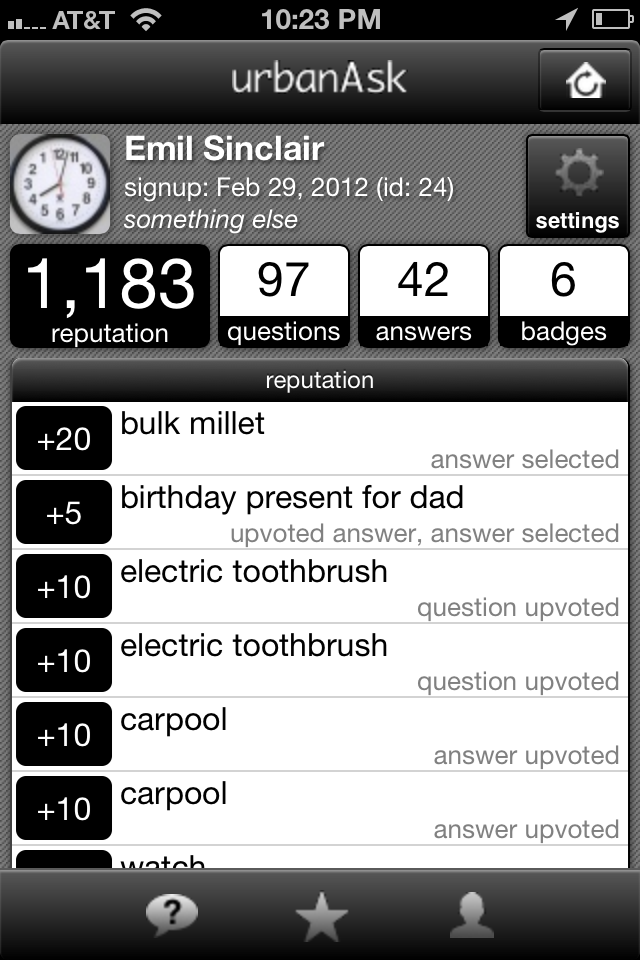 AT&T 10:23 PM
urbanAsk
Emil Sinclair
signup: Feb 29, 2012 (id: 24)
something else
settings
1,183
reputation
97
questions
42
answers
6
badges
reputation
+20 bulk millet
answer selected
+5 birthday present for dad
upvoted answer, answer selected
+10 electric toothbrush
question upvoted
+10 electric toothbrush
question upvoted
+10 carpool
answer upvoted
+10 carpool
answer upvoted
watch
?